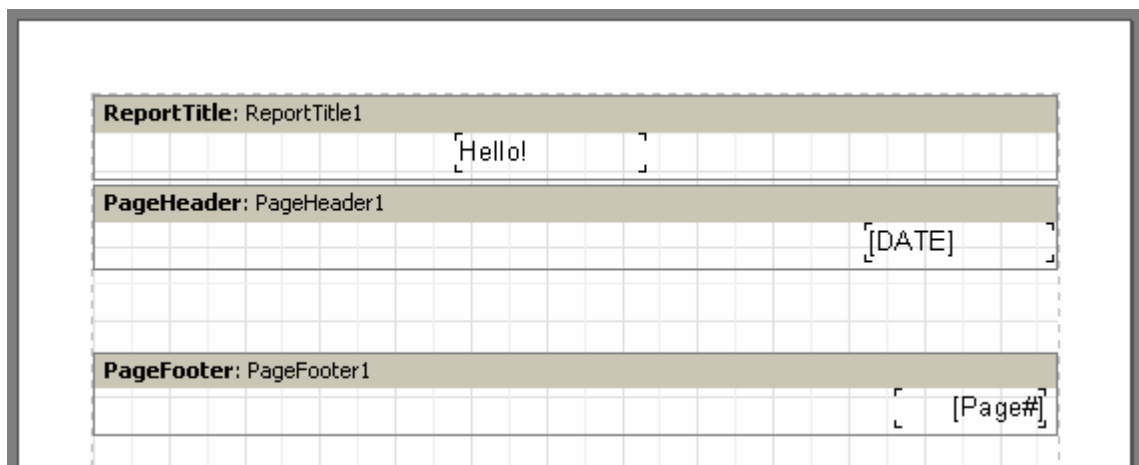 ReportTitle: ReportTitle1
Hello!
PageHeader: PageHeader1
[DATE]
PageFooter: PageFooter1
[Page#]